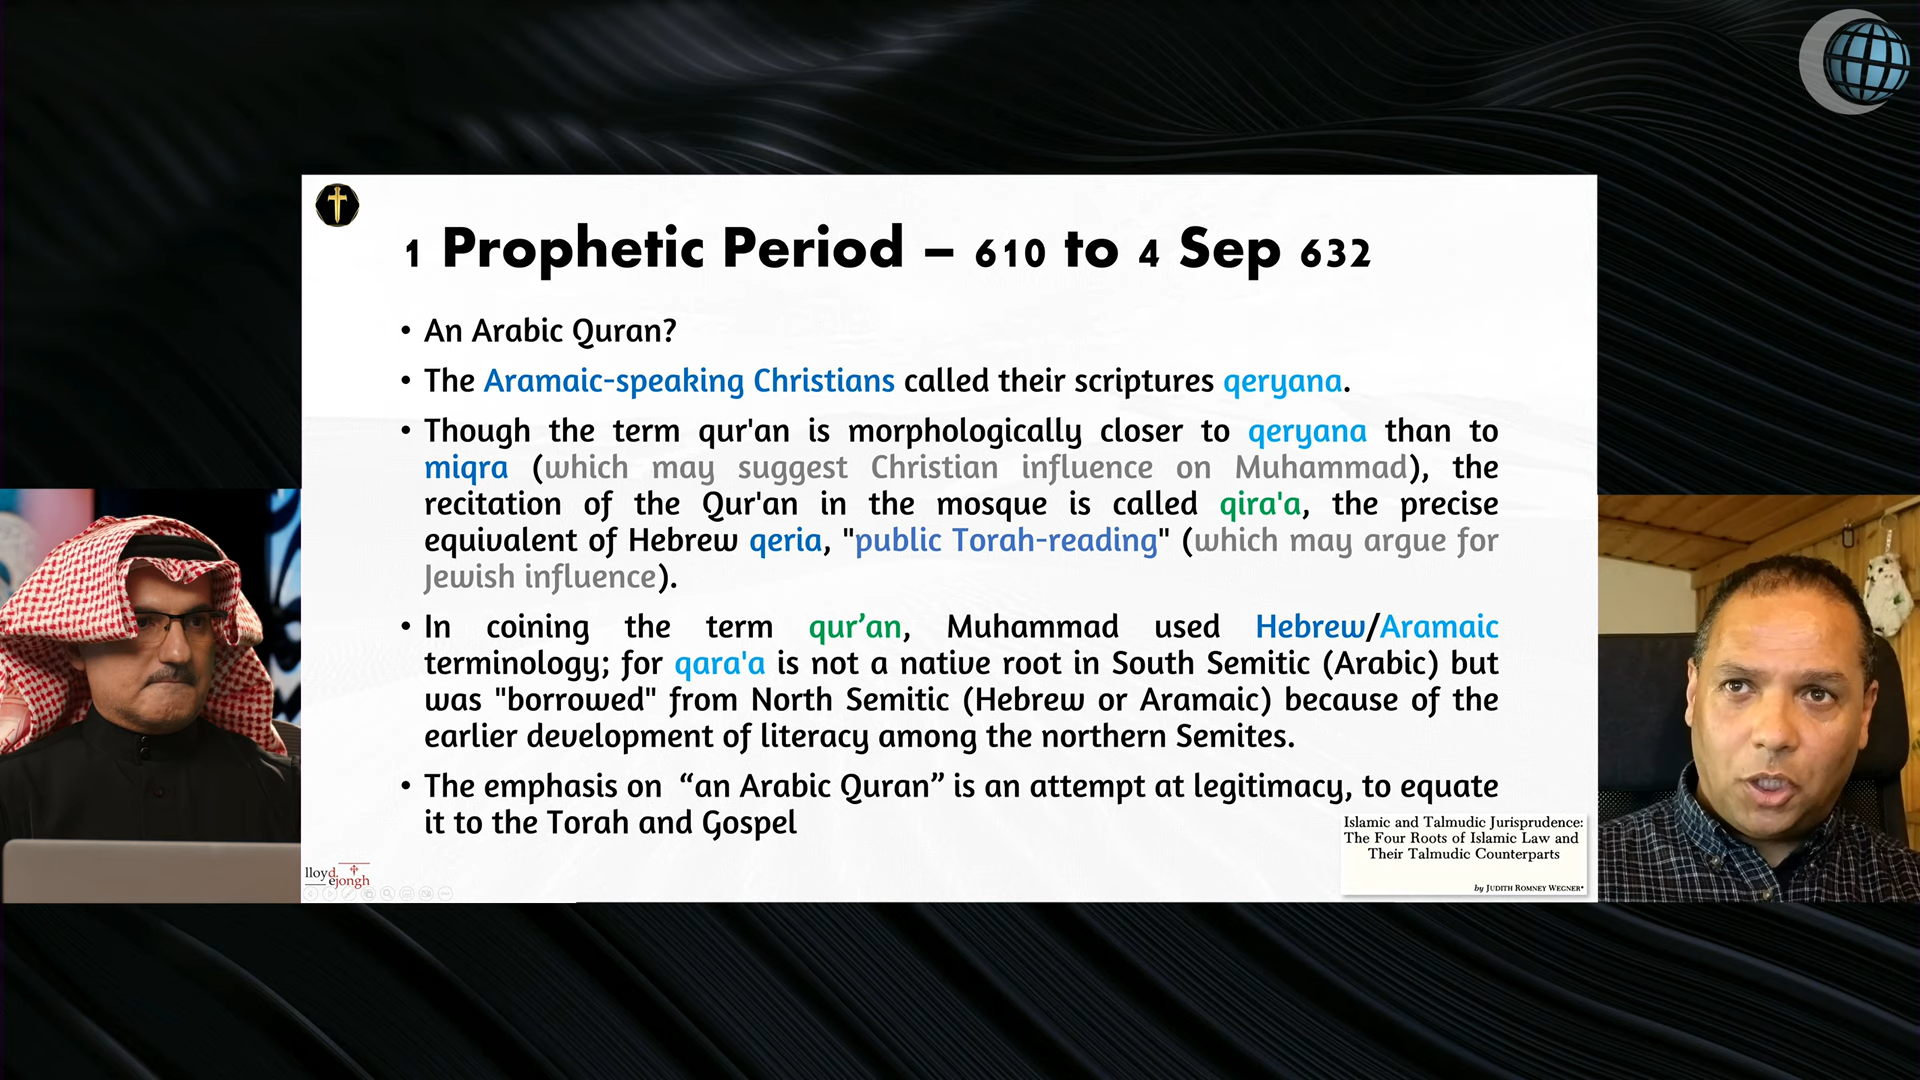 1 Prophetic Period – 610 to 4 Sep 632
• An Arabic Quran?
• The Aramaic-speaking Christians called their scriptures qeryana.
• Though the term qur'an is morphologically closer to qeryana than to
miqra (which may suggest Christian influence on Muhammad), the
recitation of the Qur'an in the mosque is called qira'a, the precise
equivalent of Hebrew qeria, "public Torah-reading" (which may argue for
Jewish influence).
• In coining the term qur’an, Muhammad used Hebrew/Aramaic
terminology; for qara'a is not a native root in South Semitic (Arabic) but
was "borrowed" from North Semitic (Hebrew or Aramaic) because of the
earlier development of literacy among the northern Semites.
• The emphasis on “an Arabic Quran” is an attempt at legitimacy, to equate
it to the Torah and Gospel
Islamic and Talmudic Jurisprudence:
The Four Roots of Islamic Law and
Their Talmudic Counterparts
by JUDITH ROMNEY WEGNER*
lloyd
ejongh